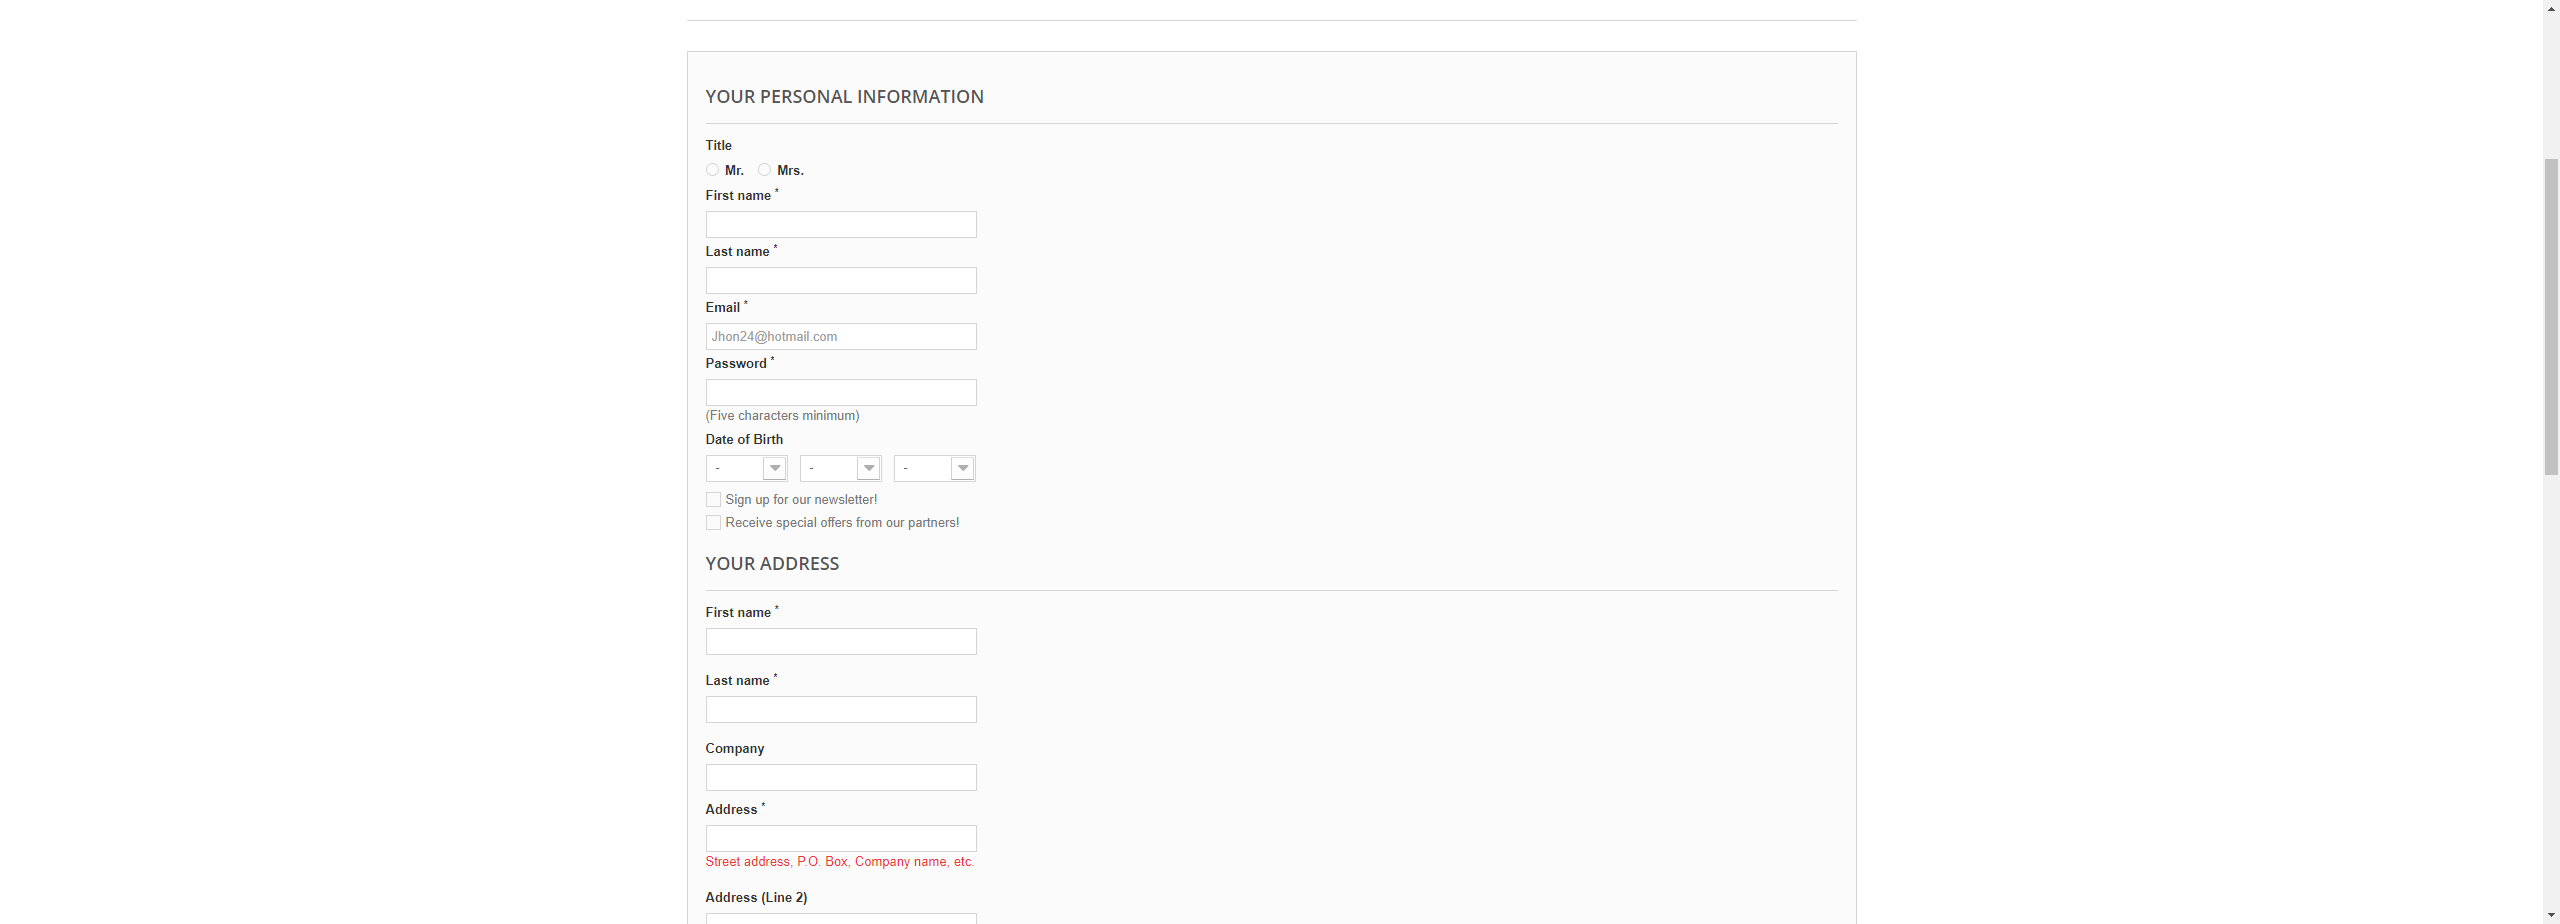 YOUR PERSONAL INFORMATION
Title
Mr. Mrs.
First name *
Last name *
Email *
Jhon24@hotmail.com
Password *
(Five characters minimum)
Date of Birth
- - -
Sign up for our newsletter!
Receive special offers from our partners!
YOUR ADDRESS
First name *
Last name *
Company
Address *
Street address, P.O. Box, Company name, etc.
Address (Line 2)